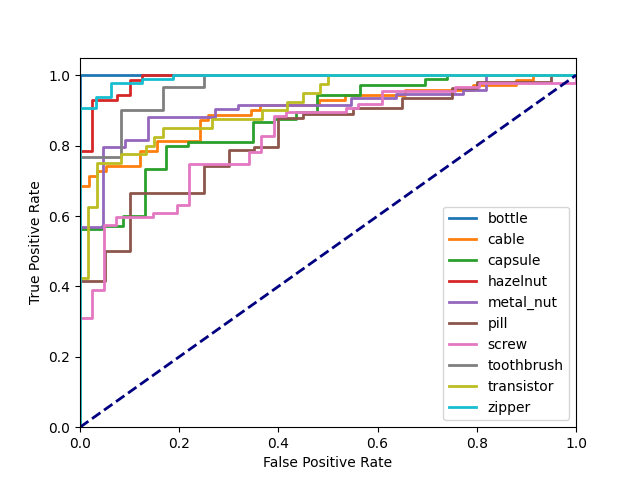 1.0
0.8
0.6
0.4
0.2
0.0
True Positive Rate
bottle
cable
capsule
hazelnut
metal_nut
pill
screw
toothbrush
transistor
zipper
0.0 0.2 0.4 0.6 0.8 1.0
False Positive Rate